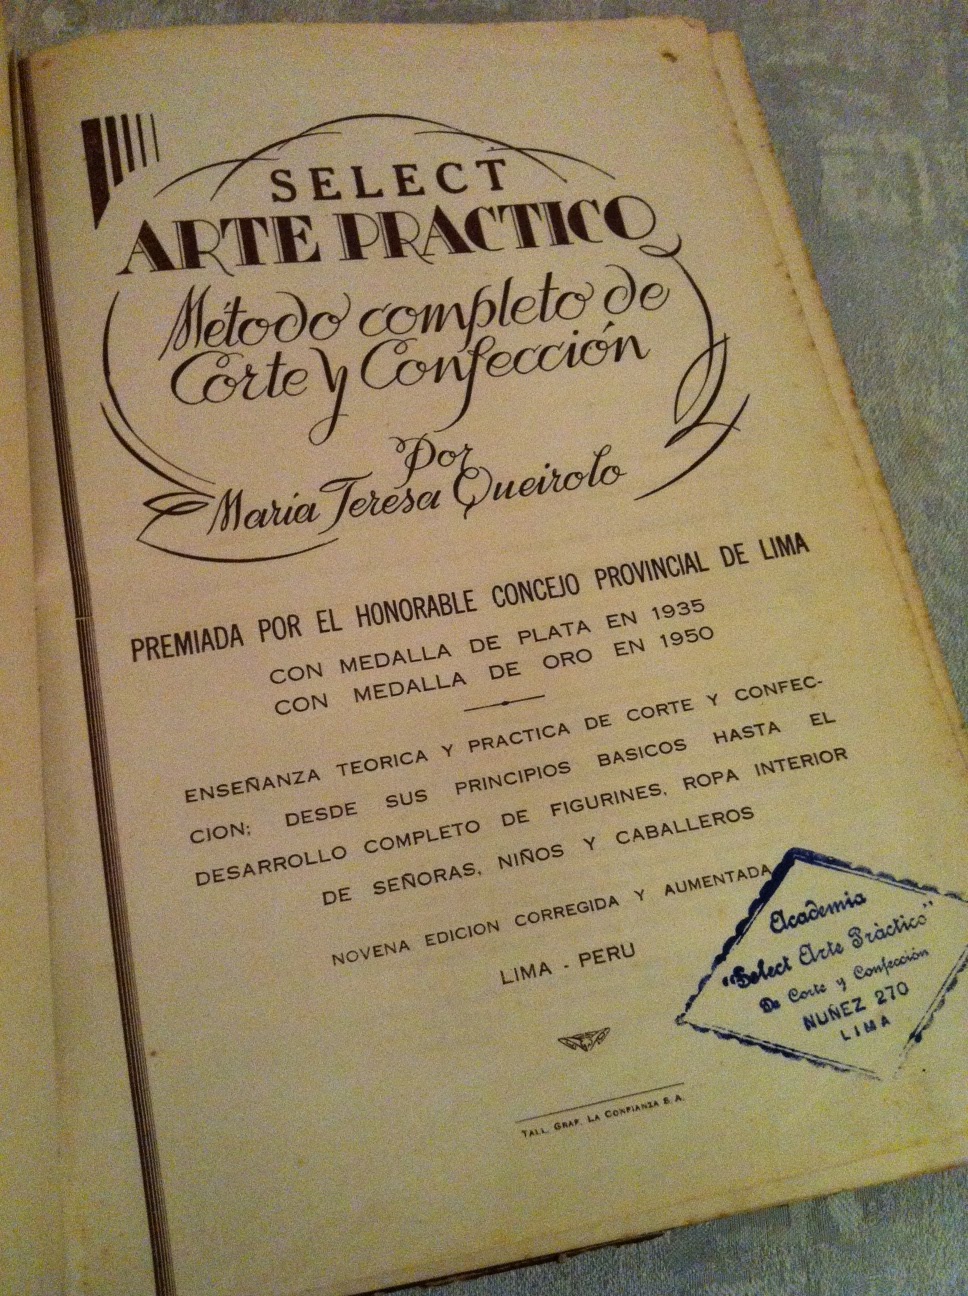 SELECT
ARTE PRACTICO
Método completo de
Corte y Confección
Por
María Teresa Queirolo
PREMIADA POR EL HONORABLE CONCEJO PROVINCIAL DE LIMA
CON MEDALLA DE PLATA EN 1935
CON MEDALLA DE ORO EN 1950
ENSEÑANZA TEORICA Y PRACTICA DE CORTE Y CONFEC-
CION; DESDE SUS PRINCIPIOS BASICOS HASTA EL
DESARROLLO COMPLETO DE FIGURINES, ROPA INTERIOR
DE SEÑORAS, NIÑOS Y CABALLEROS
NOVENA EDICION CORREGIDA Y AUMENTADA
LIMA - PERU
Academia
"Select Arte Práctico"
De Corte y Confección
NUÑEZ 270
LIMA
TALL. GRAF. LA CONFIANZA S. A.